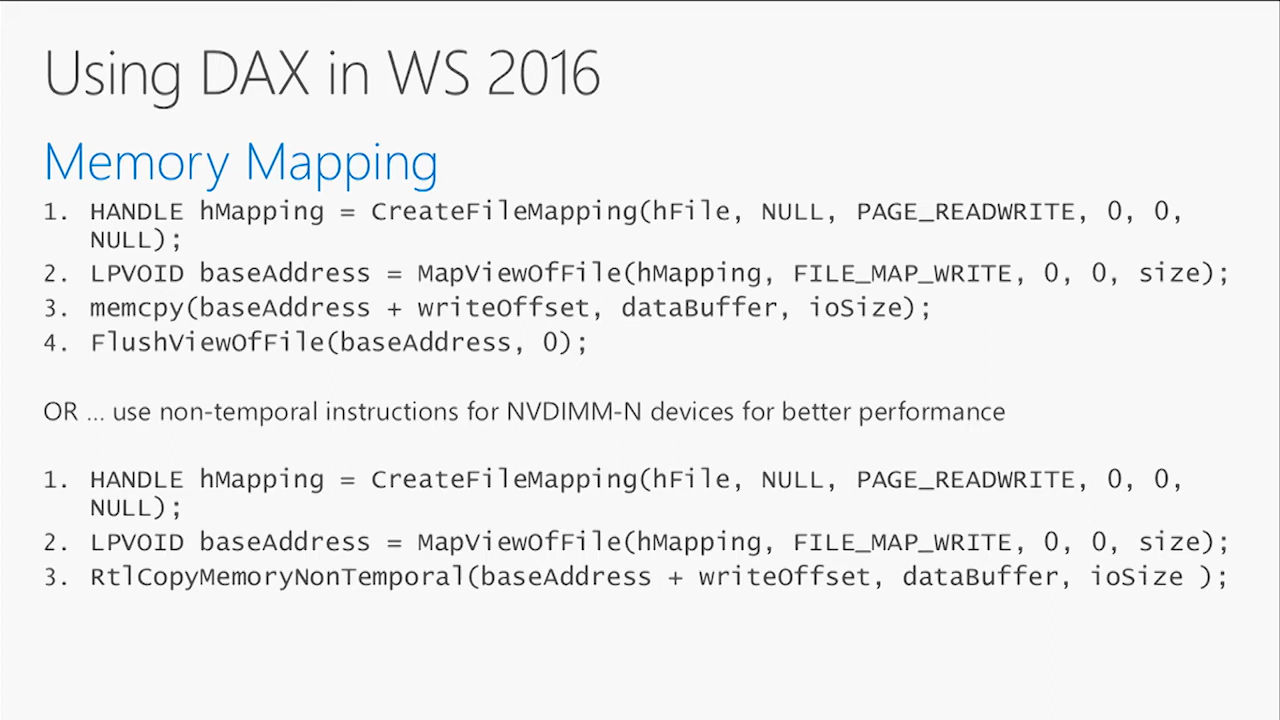 Using DAX in WS 2016
Memory Mapping
1. HANDLE hMapping = CreateFileMapping(hFile, NULL, PAGE_READWRITE, 0, 0,
NULL);
2. LPVOID baseAddress = MapViewOfFile(hMapping, FILE_MAP_WRITE, 0, 0, size);
3. memcpy(baseAddress + writeOffset, dataBuffer, ioSize);
4. FlushViewOfFile(baseAddress, 0);
OR … use non-temporal instructions for NVDIMM-N devices for better performance
1. HANDLE hMapping = CreateFileMapping(hFile, NULL, PAGE_READWRITE, 0, 0,
NULL);
2. LPVOID baseAddress = MapViewOfFile(hMapping, FILE_MAP_WRITE, 0, 0, size);
3. RtlCopyMemoryNonTemporal(baseAddress + writeOffset, dataBuffer, ioSize );